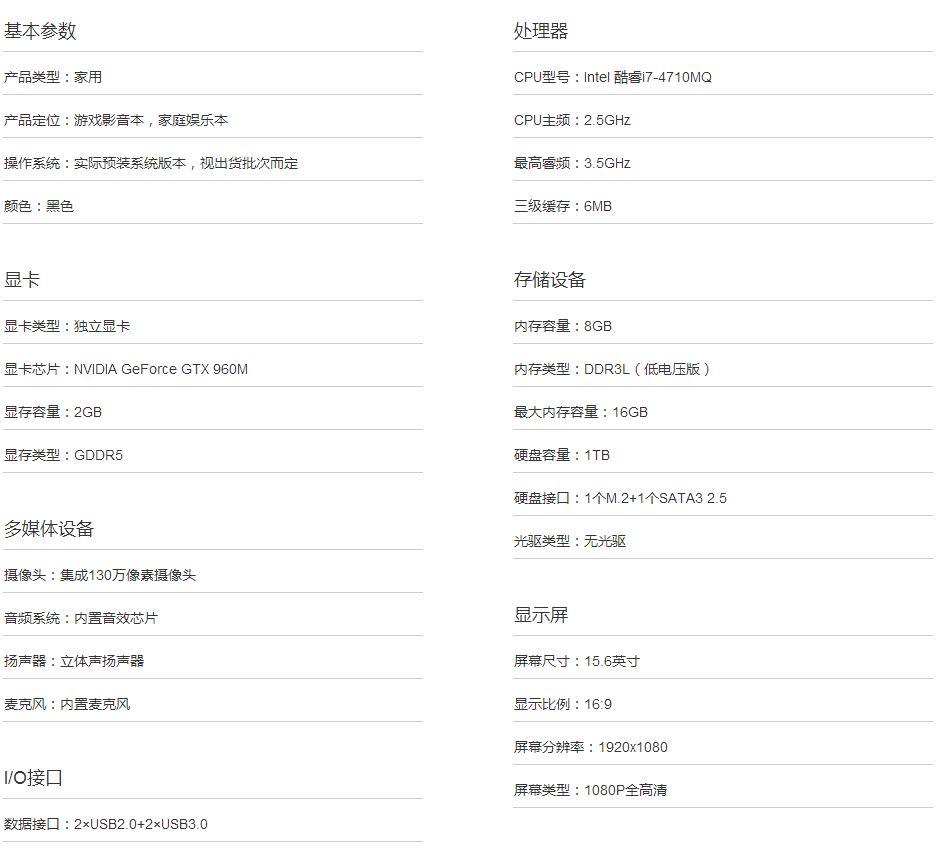 基本参数
产品类型：家用
产品定位：游戏影音本，家庭娱乐本
操作系统：实际预装系统版本，视出货批次而定
颜色：黑色
显卡
显卡类型：独立显卡
显卡芯片：NVIDIA GeForce GTX 960M
显存容量：2GB
显存类型：GDDR5
多媒体设备
摄像头：集成130万像素摄像头
音频系统：内置音效芯片
扬声器：立体声扬声器
麦克风：内置麦克风
I/O接口
数据接口：2×USB2.0+2×USB3.0
处理器
CPU型号：Intel 酷睿i7-4710MQ
CPU主频：2.5GHz
最高睿频：3.5GHz
三级缓存：6MB
存储设备
内存容量：8GB
内存类型：DDR3L（低电压版）
最大内存容量：16GB
硬盘容量：1TB
硬盘接口：1个M.2+1个SATA3 2.5
光驱类型：无光驱
显示屏
屏幕尺寸：15.6英寸
显示比例：16:9
屏幕分辨率：1920x1080
屏幕类型：1080P全高清